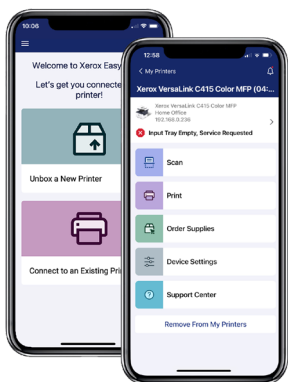 10:06
Welcome to Xerox Easy
Let's get you connecte
printer!
Unbox a New Printer
Connect to an Existing Pri
12:58
< My Printers
Xerox VersaLink C415 Color MFP (04:...
Xerox VersaLink C415 Color MFP
Home Office
192.168.0.236
Input Tray Empty, Service Requested
Scan
Print
Order Supplies
Device Settings
Support Center
Remove From My Printers